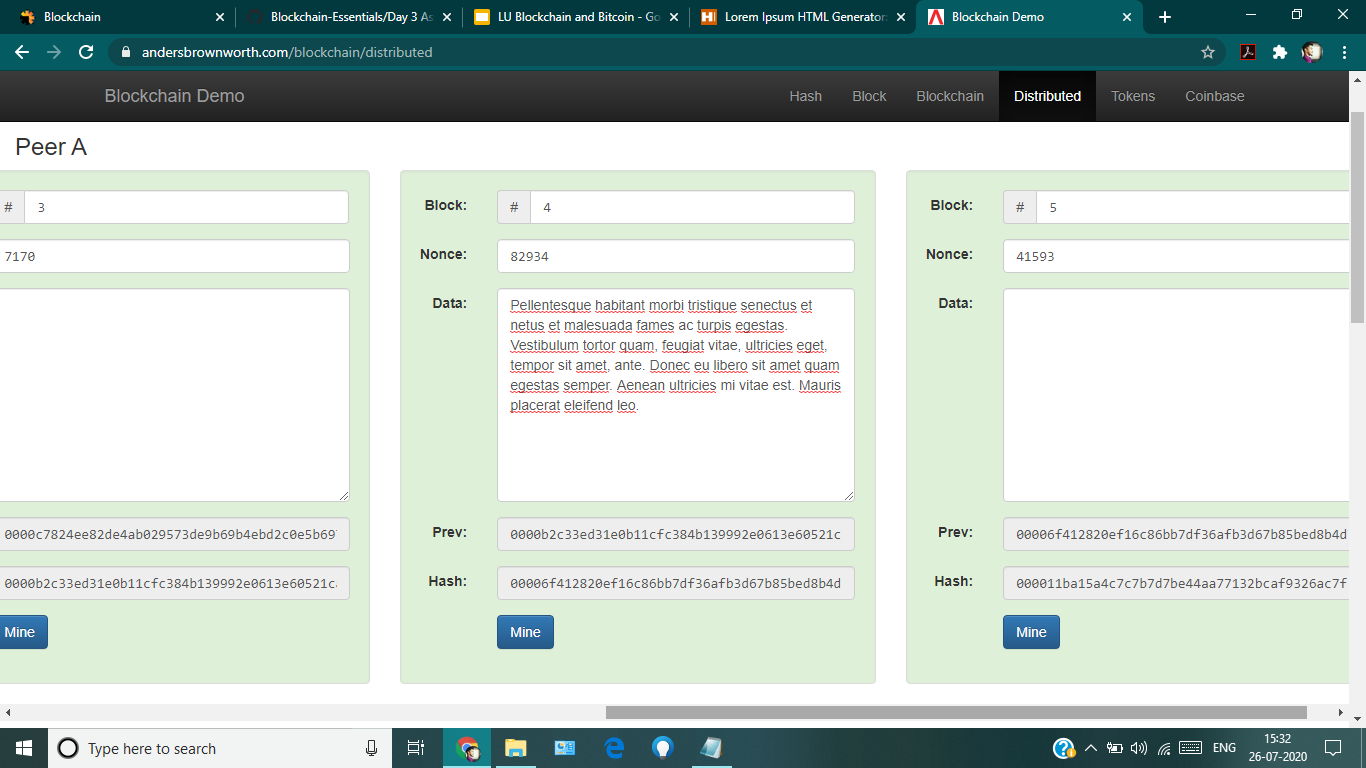 Blockchain
Blockchain-Essentials/Day 3 As
LU Blockchain and Bitcoin - Go
Lorem Ipsum HTML Generator
Blockchain Demo
andersbrownworth.com/blockchain/distributed
Blockchain Demo
Hash
Block
Blockchain
Distributed
Tokens
Coinbase
Peer A
# 3
7170
0000c7824ee82de4ab029573de9b69b4ebd2c0e5b69
0000b2c33ed31e0b11cfc384b139992e0613e60521c
Mine
Block: # 4
Nonce: 82934
Data: Pellentesque habitant morbi tristique senectus et
netus et malesuada fames ac turpis egestas.
Vestibulum tortor quam, feugiat vitae, ultricies eget,
tempor sit amet, ante. Donec eu libero sit amet quam
egestas semper. Aenean ultricies mi vitae est. Mauris
placerat eleifend leo.
Prev: 0000b2c33ed31e0b11cfc384b139992e0613e60521c
Hash: 00006f412820ef16c86bb7df36afb3d67b85bed8b4d
Mine
Block: # 5
Nonce: 41593
Data:
Prev: 00006f412820ef16c86bb7df36afb3d67b85bed8b4d
Hash: 000011ba15a4c7c7b7d7be44aa77132bcaf9326ac7f
Mine
Type here to search
ENG
15:32
26-07-2020